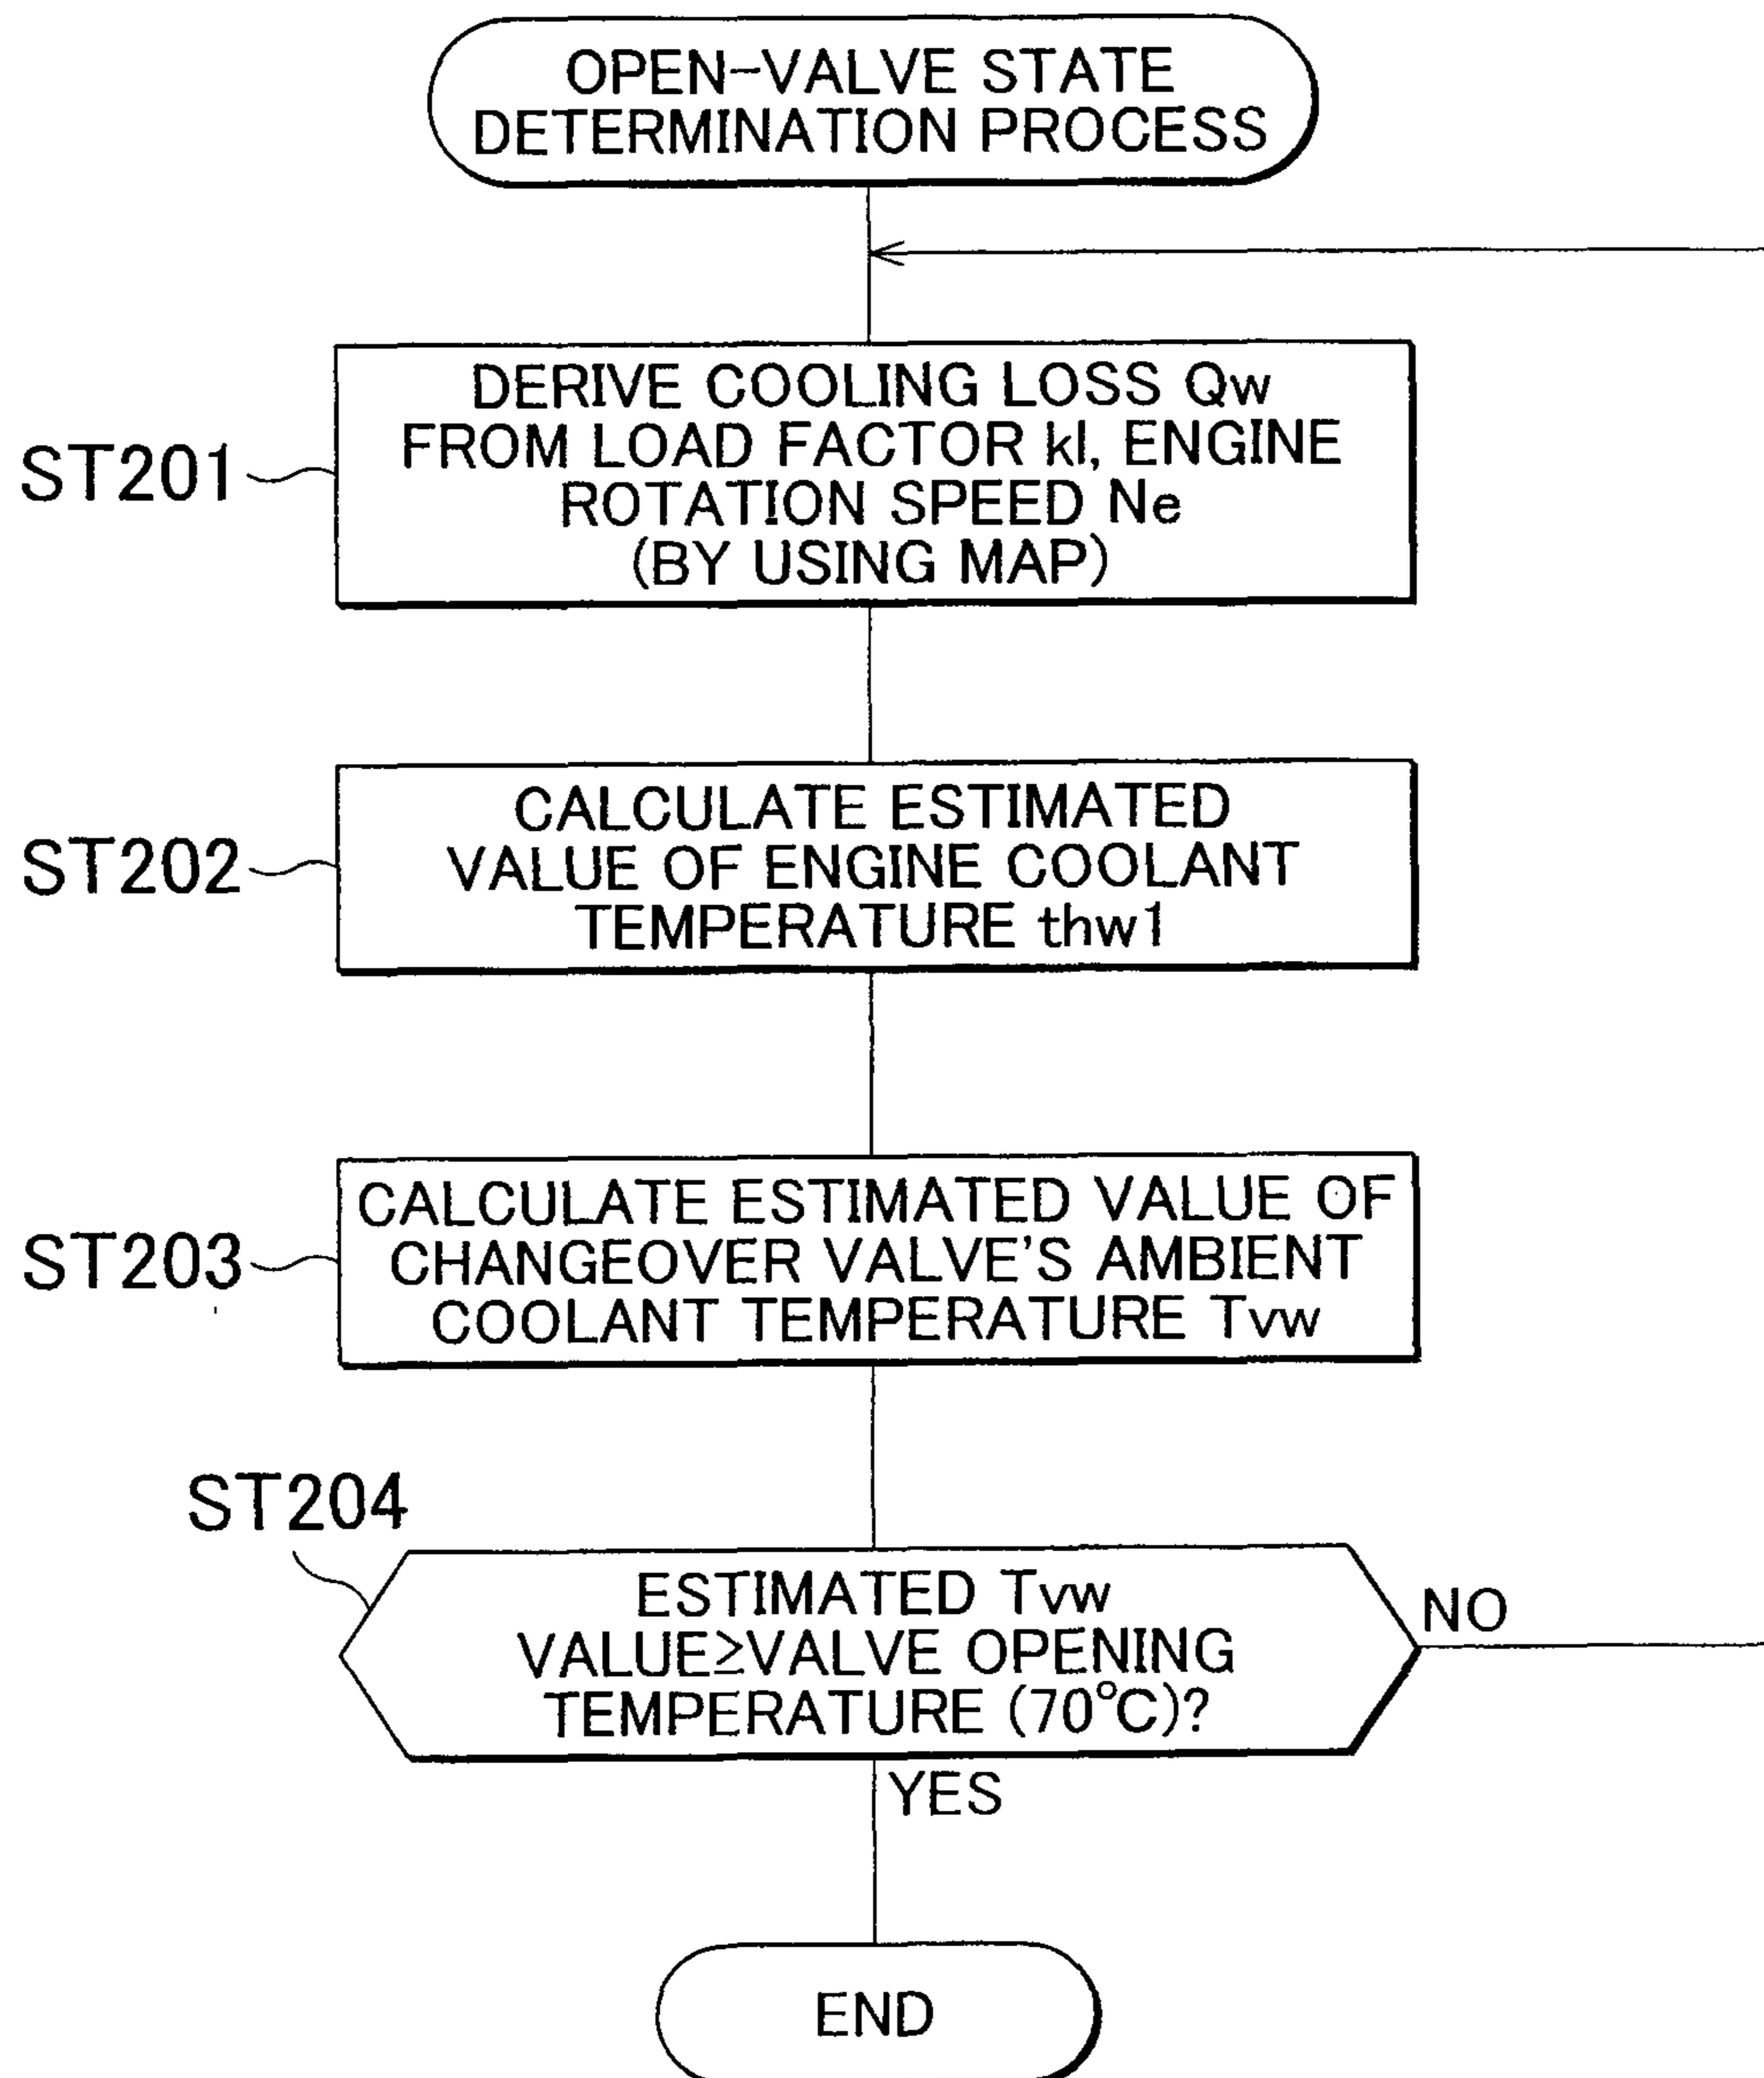 OPEN-VALVE STATE
DETERMINATION PROCESS
ST201
DERIVE COOLING LOSS Qw
FROM LOAD FACTOR kl, ENGINE
ROTATION SPEED Ne
(BY USING MAP)
ST202
CALCULATE ESTIMATED
VALUE OF ENGINE COOLANT
TEMPERATURE thw1
ST203
CALCULATE ESTIMATED VALUE OF
CHANGEOVER VALVE'S AMBIENT
COOLANT TEMPERATURE Tvw
ST204
ESTIMATED Tvw
VALUE≥VALVE OPENING
TEMPERATURE (70°C)?
NO
YES
END